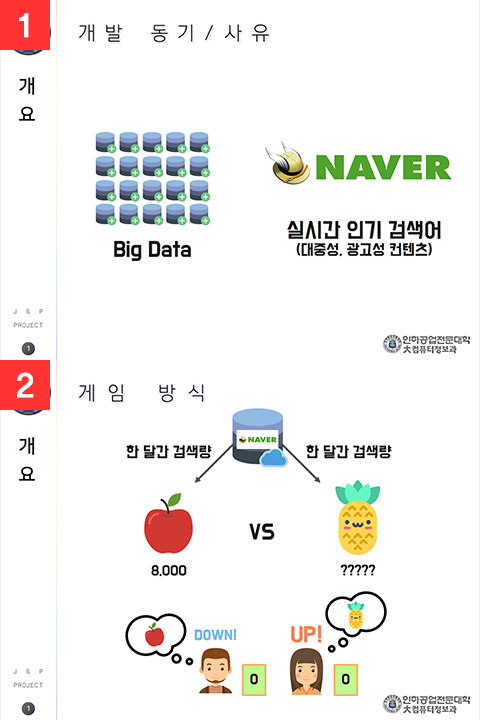 1
개발 동기/사유
개
요
Big Data
NAVER
실시간 인기 검색어
(대중성, 광고성 컨텐츠)
J S P
PROJECT
1
인하공업전문대학
大컴퓨터정보과
2
게임 방식
개
요
NAVER
한 달간 검색량
한 달간 검색량
VS
8,000
?????
DOWN!
UP!
0
0
J S P
PROJECT
1
인하공업전문대학
大컴퓨터정보과